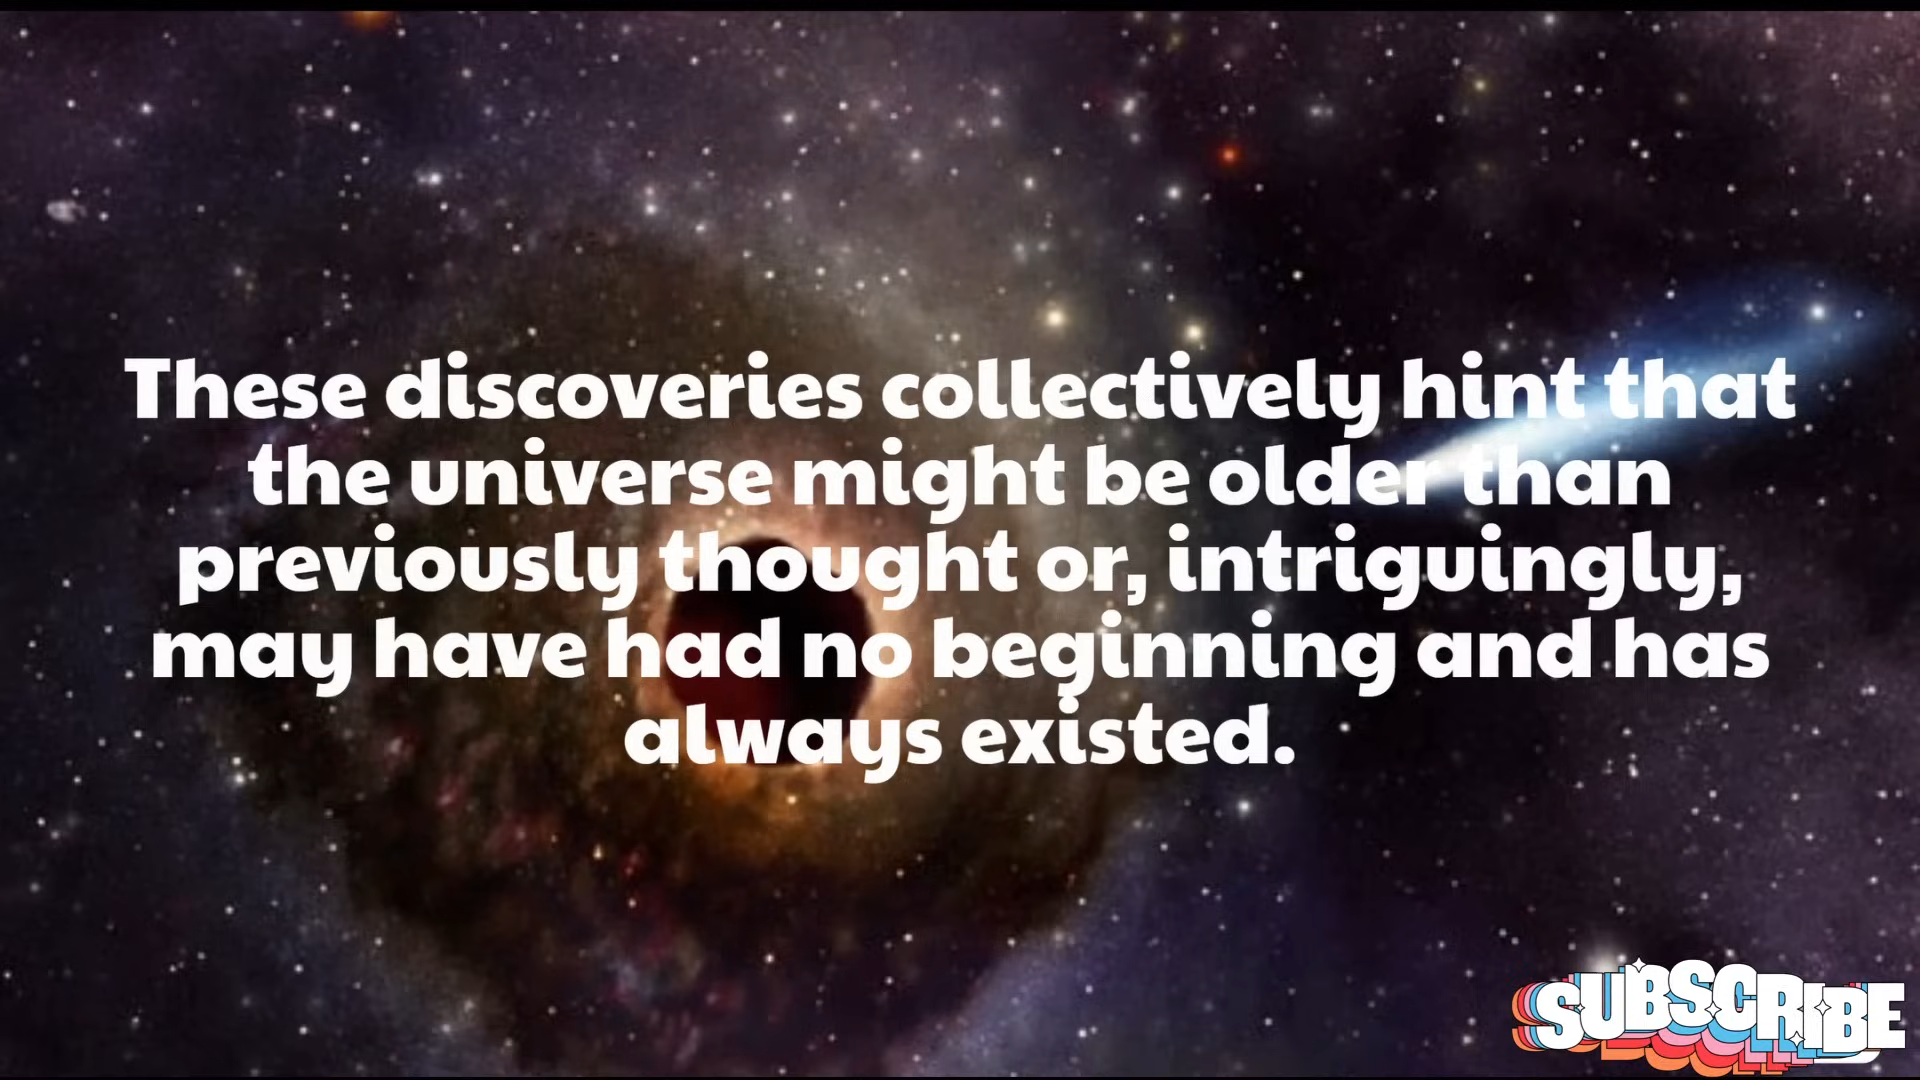 These discoveries collectively hint that
the universe might be older than
previously thought or, intriguingly,
may have had no beginning and has
always existed.
SUBSCRIBE